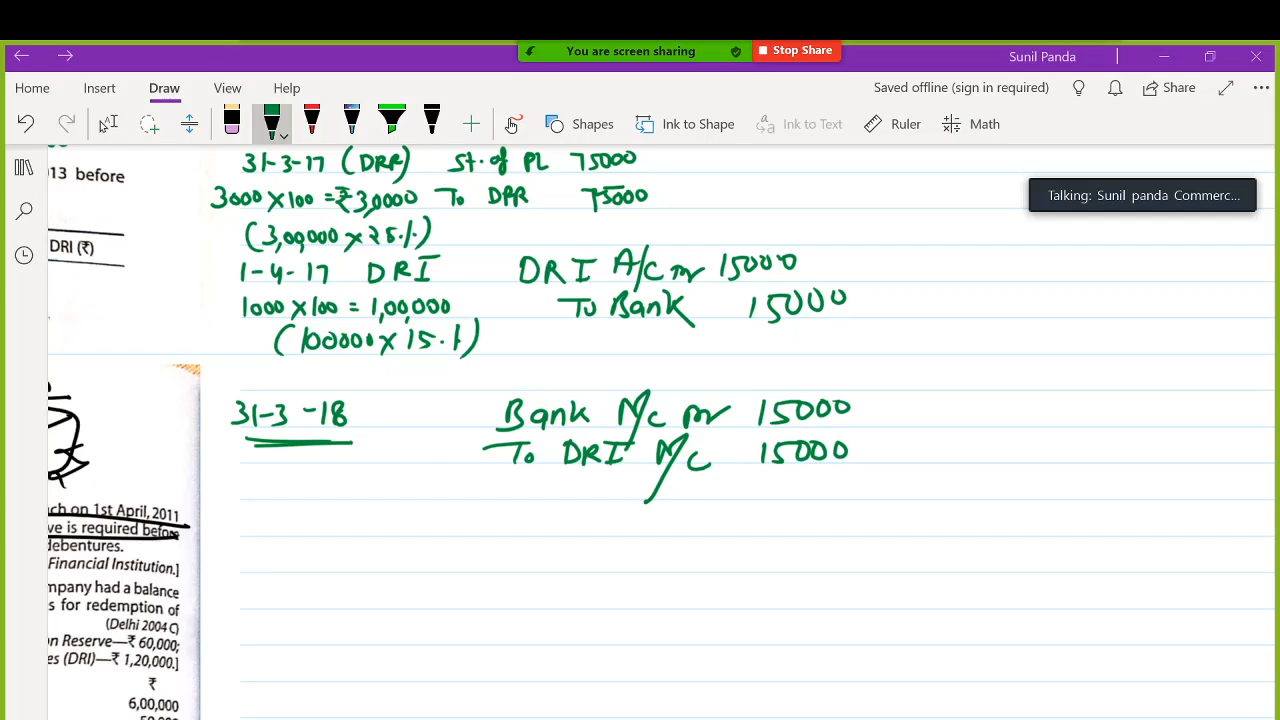 You are screen sharing
Stop Share
Sunil Panda
Home Insert Draw View Help
Saved offline (sign in required)
Share
Shapes
Ink to Shape
Ink to Text
Ruler
Math
Talking: Sunil panda Commerc...
13 before
DRI (₹)
31-3-17 (DRR) St. of PL 75000
3000 x 100 = ₹ 3,0000 To DRR 75000
(3,00,000 x 25%)
1-4-17 DRI DRI A/C Dr 15000
1000 x 100 = 1,00,000 To Bank 15000
(100000 x 15%)
31-3-18 Bank A/C Dr 15000
To DRI A/C 15000
ch on 1st April, 2011
ve is required before
debentures.
Financial Institution.]
mpany had a balance
s for redemption of
(Delhi 2004 C)
n Reserve—₹ 60,000;
es (DRI)—₹ 1,20,000.]
₹
6,00,000